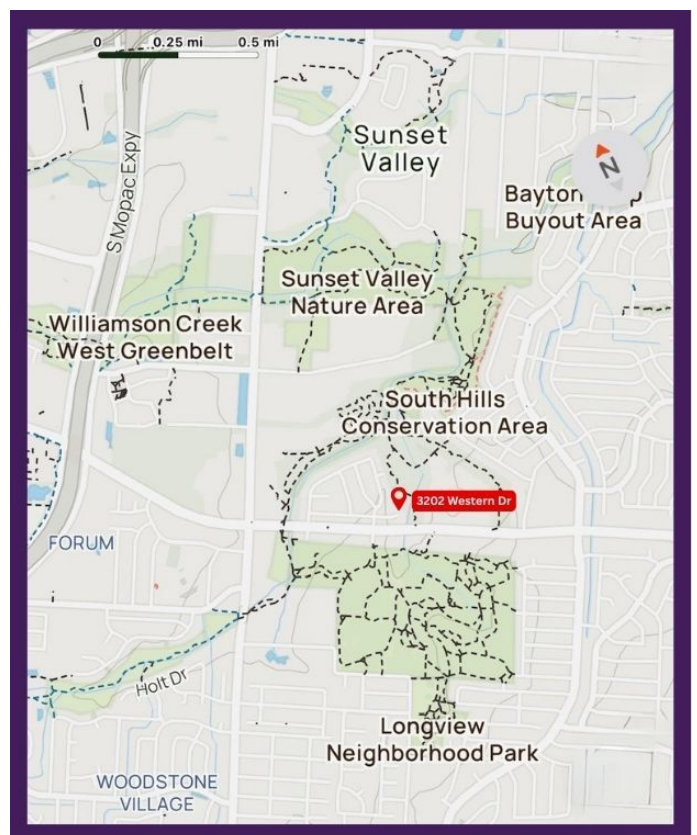 0 0.25 mi 0.5 mi
S Mopac Expy
Sunset
Valley
N
Bayton
Buyout Area
Sunset Valley
Nature Area
Williamson Creek
West Greenbelt
South Hills
Conservation Area
3202 Western Dr
FORUM
Holt Dr
Longview
Neighborhood Park
WOODSTONE
VILLAGE